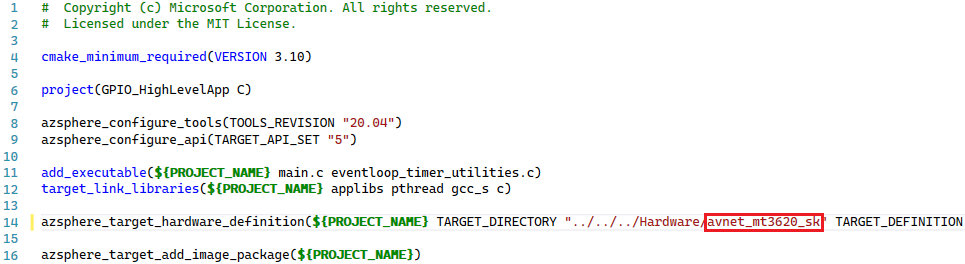 1 #  Copyright (c) Microsoft Corporation. All rights reserved.
2 #  Licensed under the MIT License.
3
4 cmake_minimum_required(VERSION 3.10)
5
6 project(GPIO_HighLevelApp C)
7
8 azsphere_configure_tools(TOOLS_REVISION "20.04")
9 azsphere_configure_api(TARGET_API_SET "5")
10
11 add_executable(${PROJECT_NAME} main.c eventloop_timer_utilities.c)
12 target_link_libraries(${PROJECT_NAME} applibs pthread gcc_s c)
13
14 azsphere_target_hardware_definition(${PROJECT_NAME} TARGET_DIRECTORY "../../../Hardware/avnet_mt3620_sk" TARGET_DEFINITION
15
16 azsphere_target_add_image_package(${PROJECT_NAME})